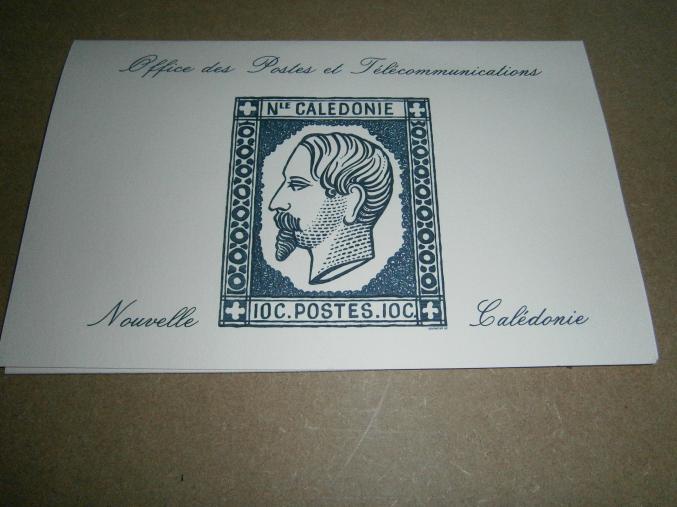 Office des Postes et Télécommunications
NLE CALEDONIE
10C.POSTES.10C
Nouvelle Calédonie